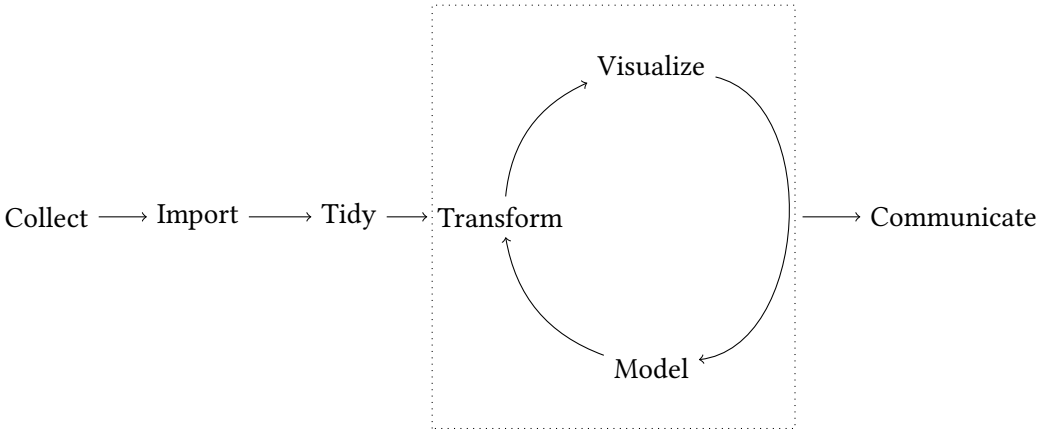 Visualize
Collect
Import
Tidy
Transform
Communicate
Model